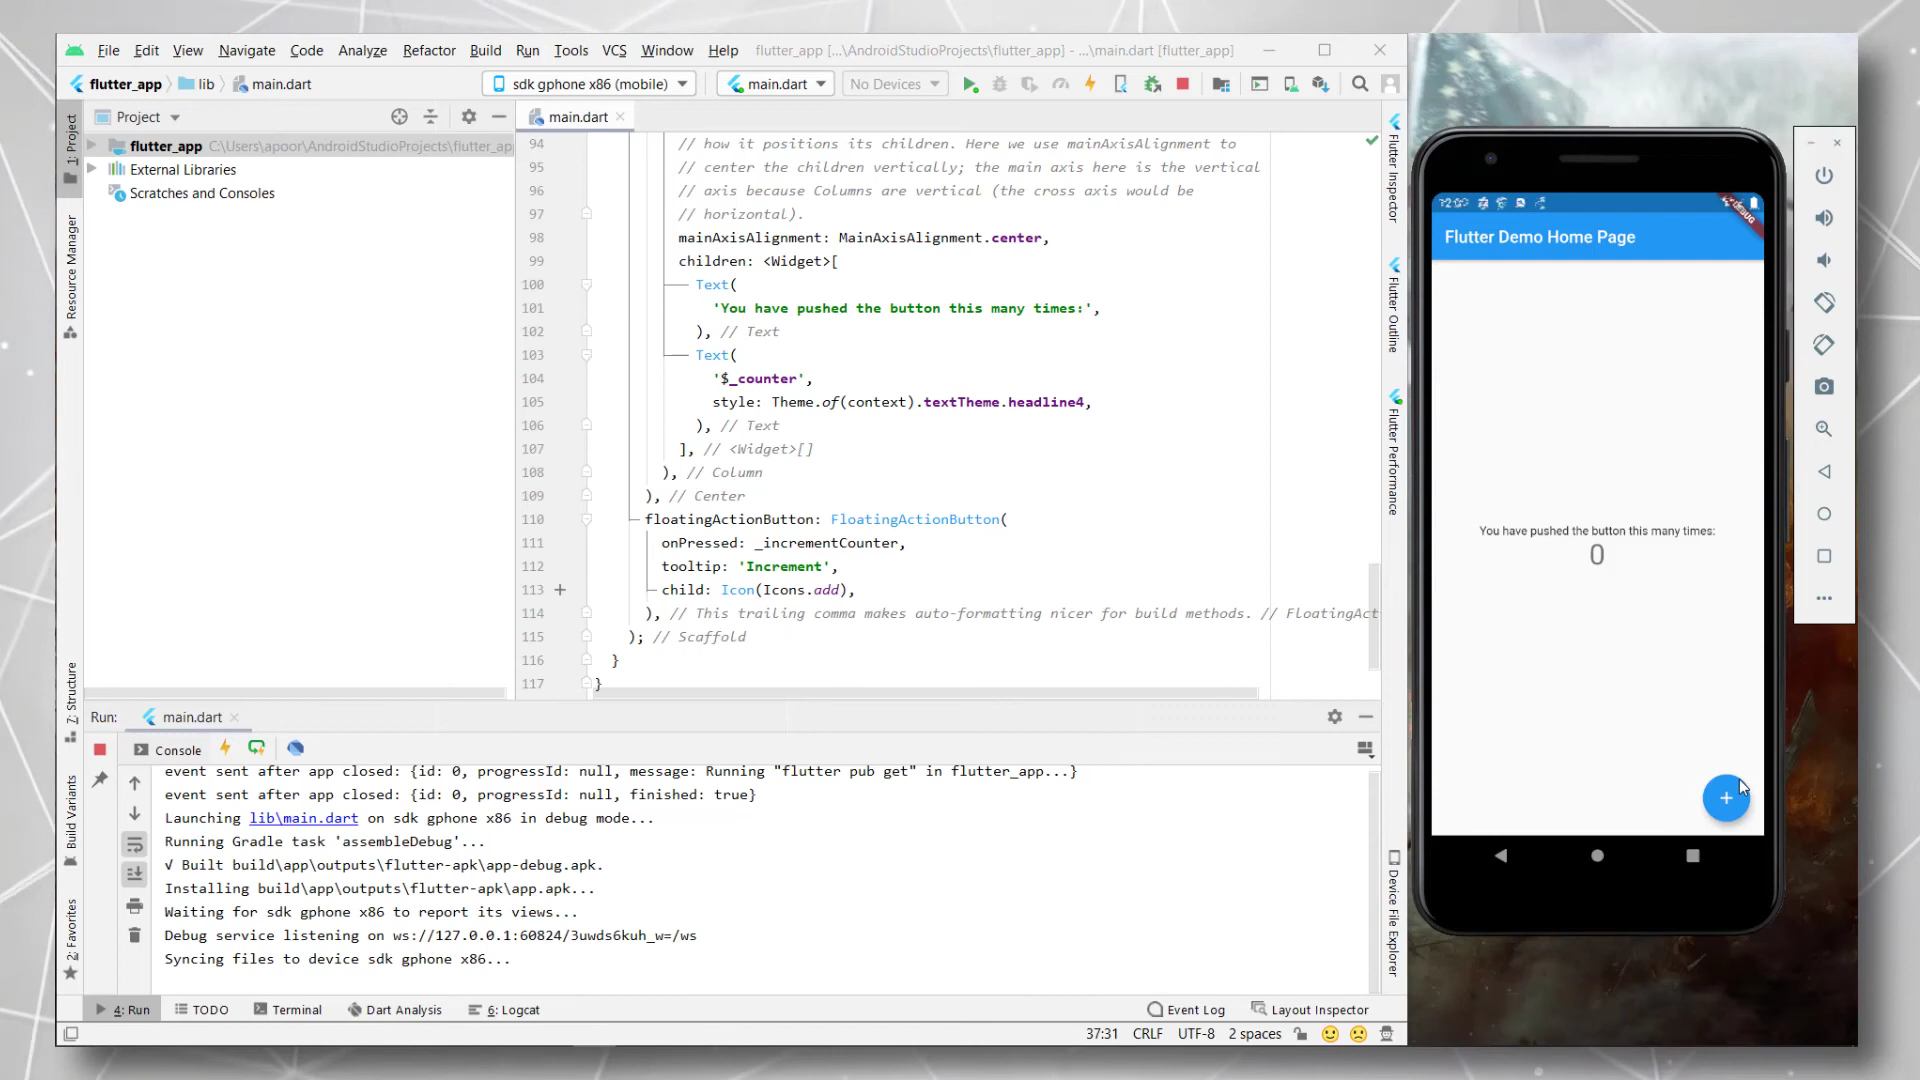 File Edit View Navigate Code Analyze Refactor Build Run Tools VCS Window Help flutter_app [...\AndroidStudioProjects\flutter_app] - ...\main.dart [flutter_app]
flutter_app lib main.dart
sdk gphone x86 (mobile)
main.dart
No Devices
Project
main.dart
flutter_app C:\Users\apoor\AndroidStudioProjects\flutter_ap
External Libraries
Scratches and Consoles
1: Project
Resource Manager
7: Structure
Build Variants
2: Favorites
94 // how it positions its children. Here we use mainAxisAlignment to
95 // center the children vertically; the main axis here is the vertical
96 // axis because Columns are vertical (the cross axis would be
97 // horizontal).
98 mainAxisAlignment: MainAxisAlignment.center,
99 children: <Widget>[
100 Text(
101 'You have pushed the button this many times:',
102 ), // Text
103 Text(
104 '$_counter',
105 style: Theme.of(context).textTheme.headline4,
106 ), // Text
107 ], // <Widget>[]
108 ), // Column
109 ), // Center
110 floatingActionButton: FloatingActionButton(
111 onPressed: _incrementCounter,
112 tooltip: 'Increment',
113 child: Icon(Icons.add),
114 ), // This trailing comma makes auto-formatting nicer for build methods. // FloatingAct
115 ); // Scaffold
116 }
117 }
Flutter Inspector
Flutter Outline
Flutter Performance
Device File Explorer
Run: main.dart
Console
event sent after app closed: {id: 0, progressId: null, message: Running "flutter pub get" in flutter_app...}
event sent after app closed: {id: 0, progressId: null, finished: true}
Launching lib\main.dart on sdk gphone x86 in debug mode...
Running Gradle task 'assembleDebug'...
√ Built build\app\outputs\flutter-apk\app-debug.apk.
Installing build\app\outputs\flutter-apk\app.apk...
Waiting for sdk gphone x86 to report its views...
Debug service listening on ws://127.0.0.1:60824/3uwds6kuh_w=/ws
Syncing files to device sdk gphone x86...
4: Run TODO Terminal Dart Analysis 6: Logcat Event Log Layout Inspector
37:31 CRLF UTF-8 2 spaces
Flutter Demo Home Page
You have pushed the button this many times:
0